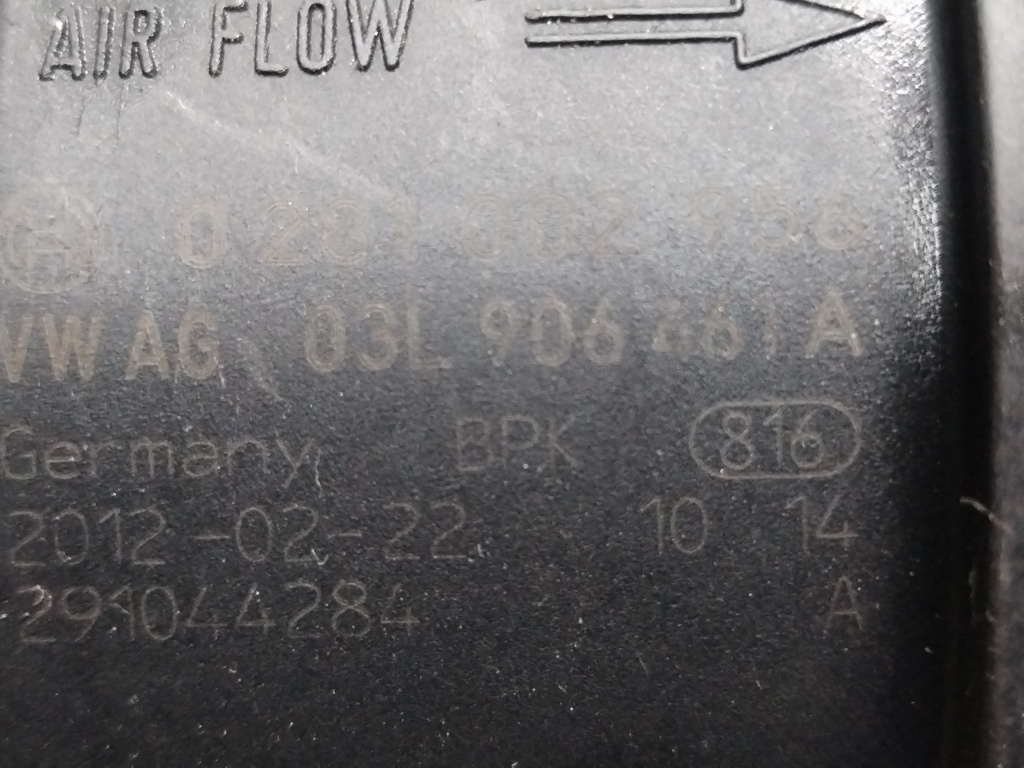 AIR FLOW
0 281 002 956
VW AG 03L 906 461 A
Germany BPK 816
2012-02-22 10 14
291044284 A